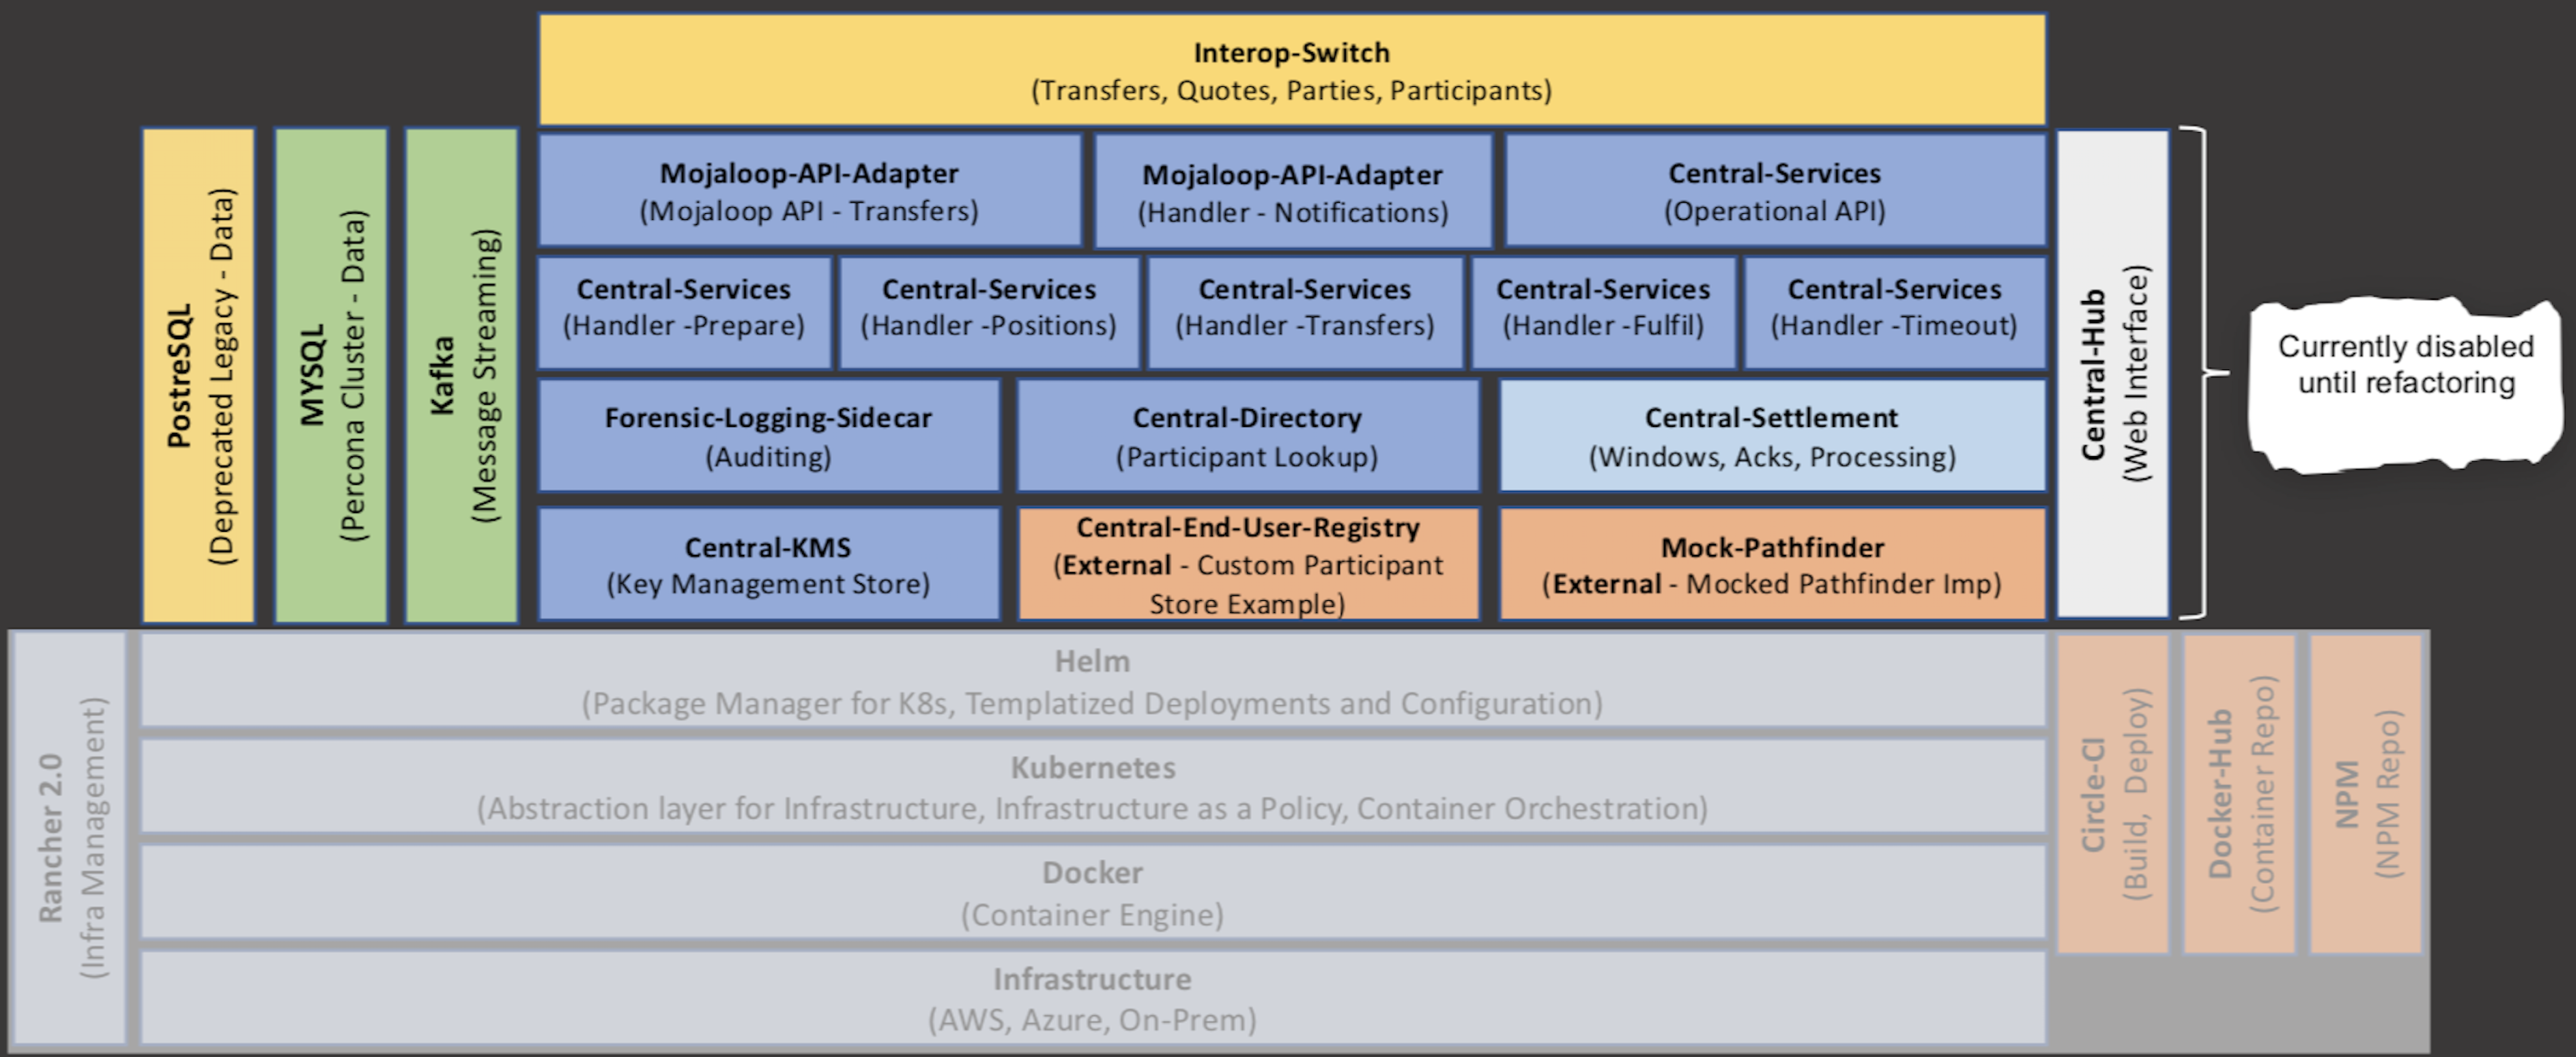 Interop-Switch
(Transfers, Quotes, Parties, Participants)
PostreSQL
(Deprecated Legacy - Data)
MYSQL
(Percona Cluster - Data)
Kafka
(Message Streaming)
Mojaloop-API-Adapter
(Mojaloop API - Transfers)
Mojaloop-API-Adapter
(Handler - Notifications)
Central-Services
(Operational API)
Central-Services
(Handler -Prepare)
Central-Services
(Handler -Positions)
Central-Services
(Handler -Transfers)
Central-Services
(Handler -Fulfil)
Central-Services
(Handler -Timeout)
Forensic-Logging-Sidecar
(Auditing)
Central-Directory
(Participant Lookup)
Central-Settlement
(Windows, Acks, Processing)
Central-KMS
(Key Management Store)
Central-End-User-Registry
(External - Custom Participant
Store Example)
Mock-Pathfinder
(External - Mocked Pathfinder Imp)
Central-Hub
(Web Interface)
Currently disabled
until refactoring
Rancher 2.0
(Infra Management)
Helm
(Package Manager for K8s, Templatized Deployments and Configuration)
Kubernetes
(Abstraction layer for Infrastructure, Infrastructure as a Policy, Container Orchestration)
Docker
(Container Engine)
Infrastructure
(AWS, Azure, On-Prem)
Circle-CI
(Build, Deploy)
Docker-Hub
(Container Repo)
NPM
(NPM Repo)